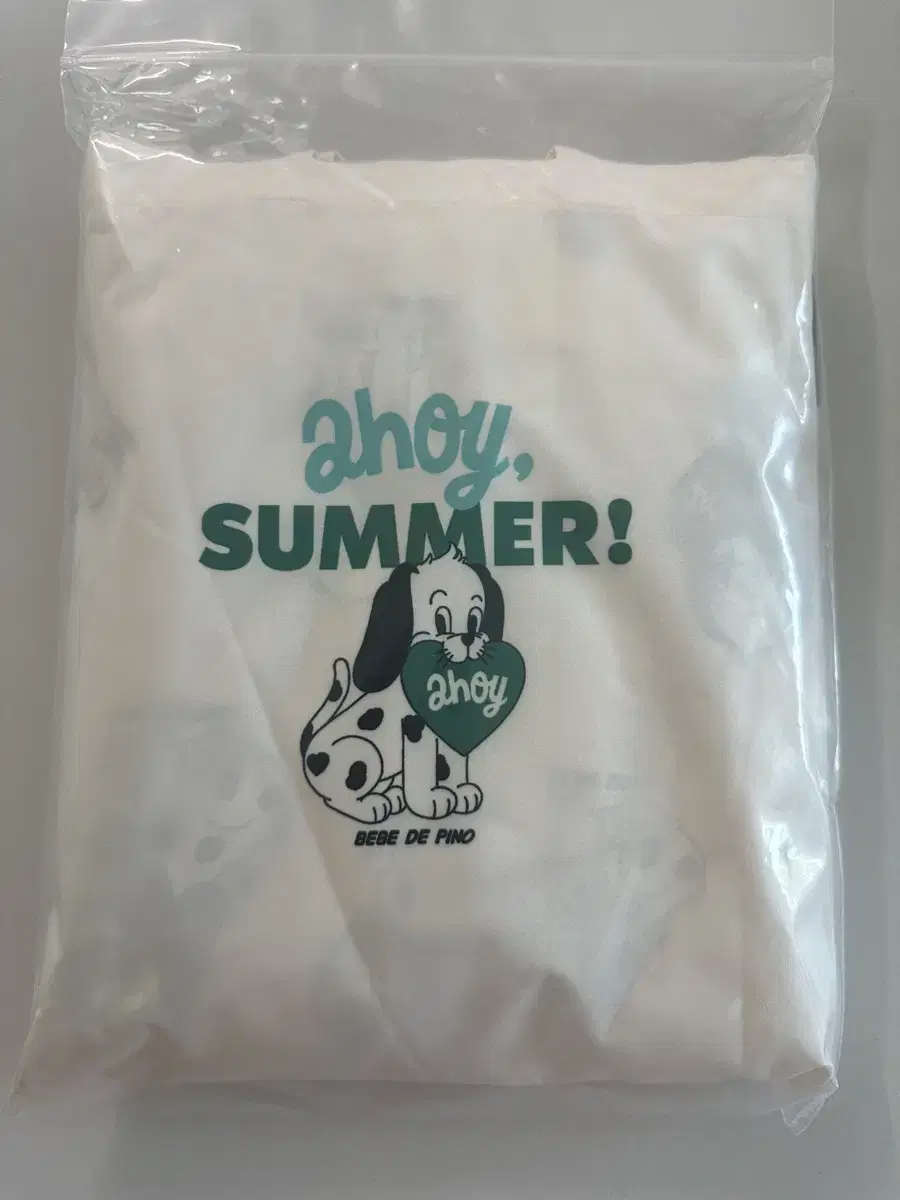 ahoy,
SUMMER!
ahoy
BEBE DE PINO